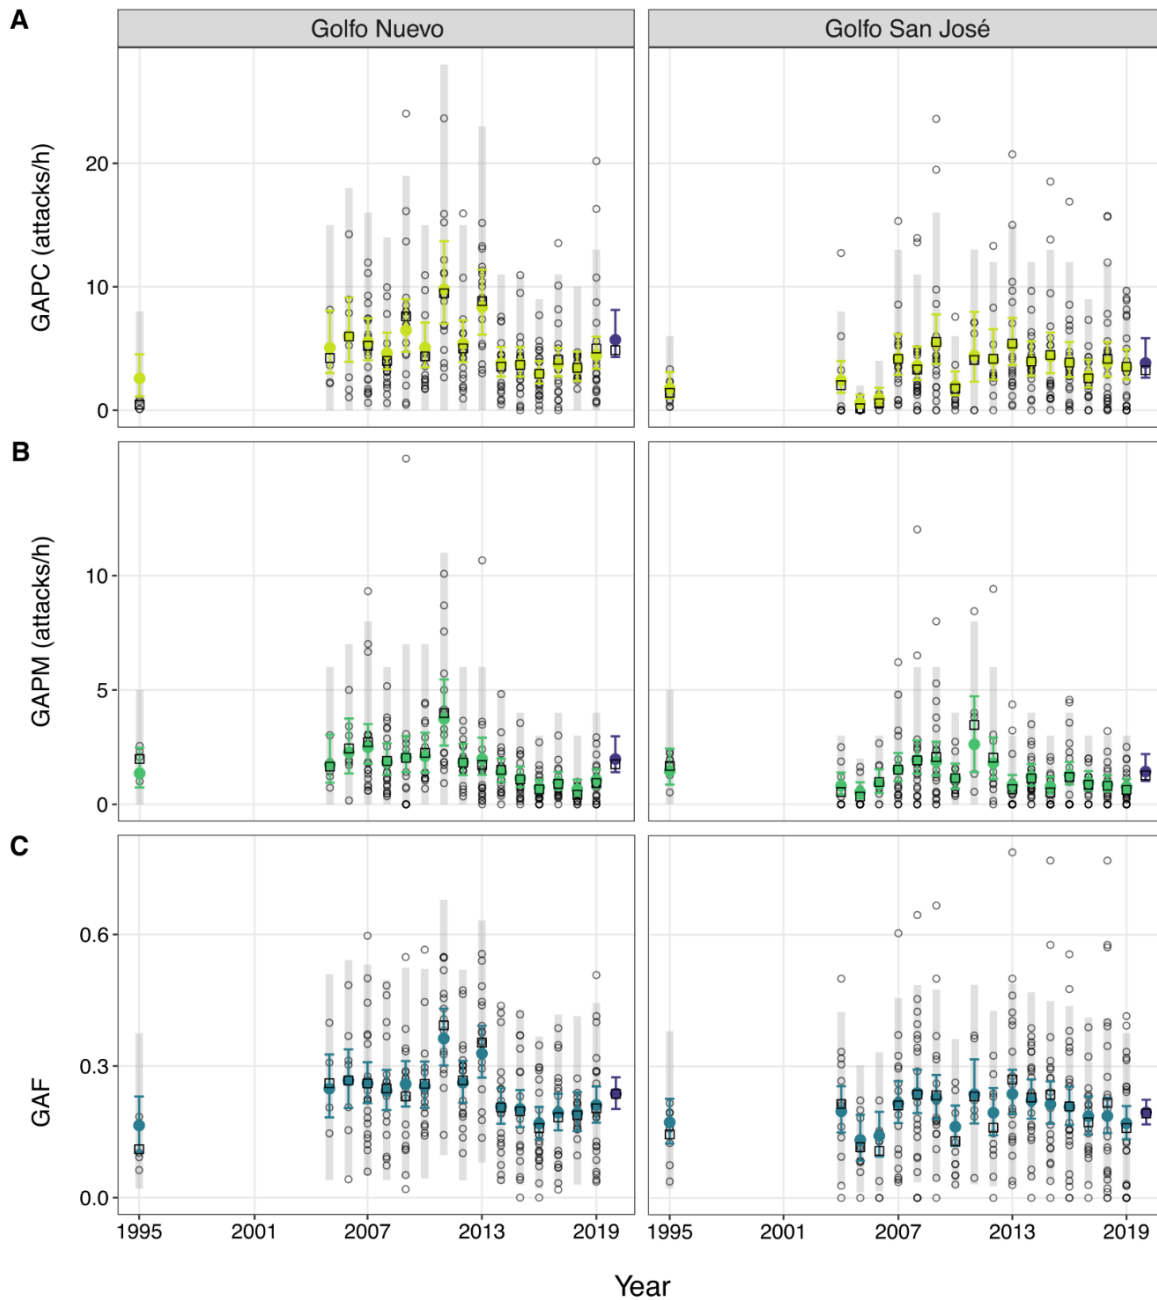 A
Golfo Nuevo
Golfo San José
GAPC (attacks/h)
20
10
0
B
GAPM (attacks/h)
10
5
0
C
GAF
0.6
0.3
0.0
1995 2001 2007 2013 2019
1995 2001 2007 2013 2019
Year